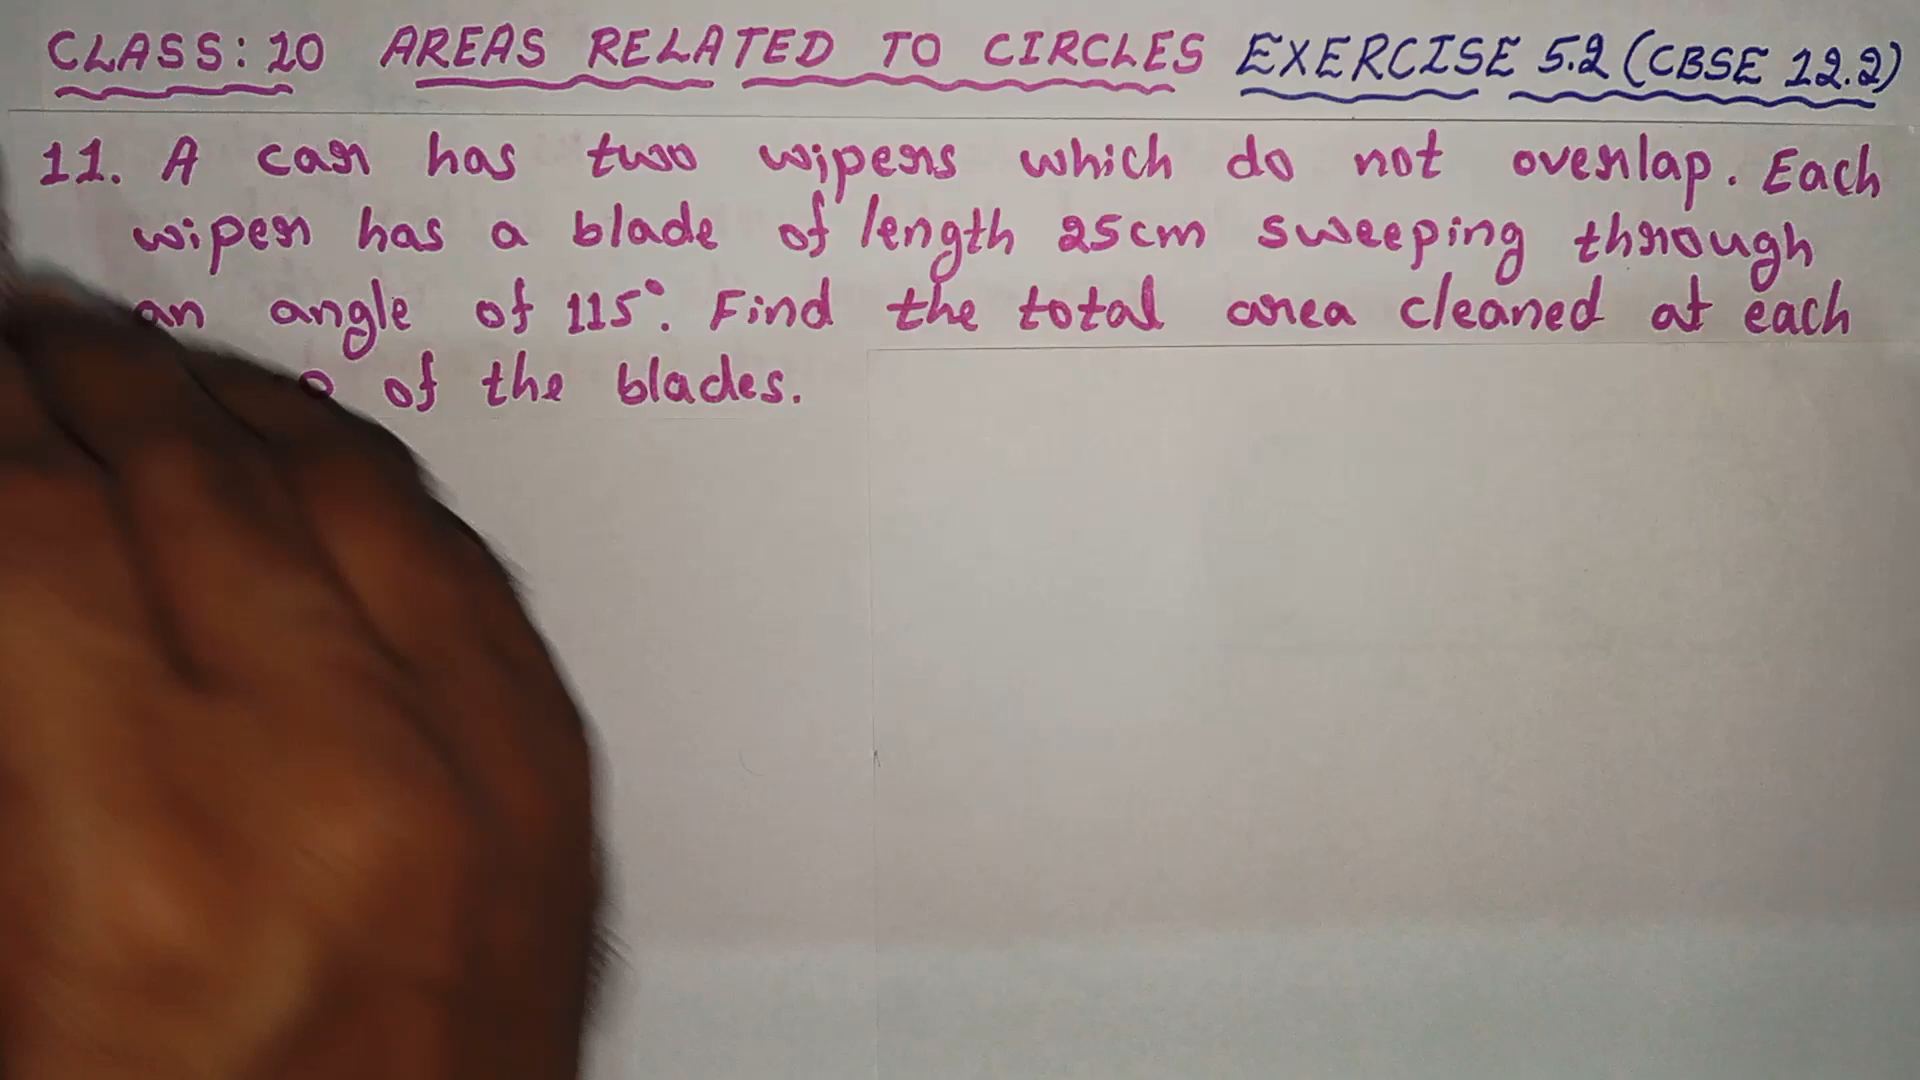 CLASS: 10 AREAS RELATED TO CIRCLES EXERCISE 5.2 (CBSE 12.2)
11. A car has two wipers which do not overlap. Each
wiper has a blade of length 25cm sweeping through
an angle of 115°. Find the total area cleaned at each
of the blades.